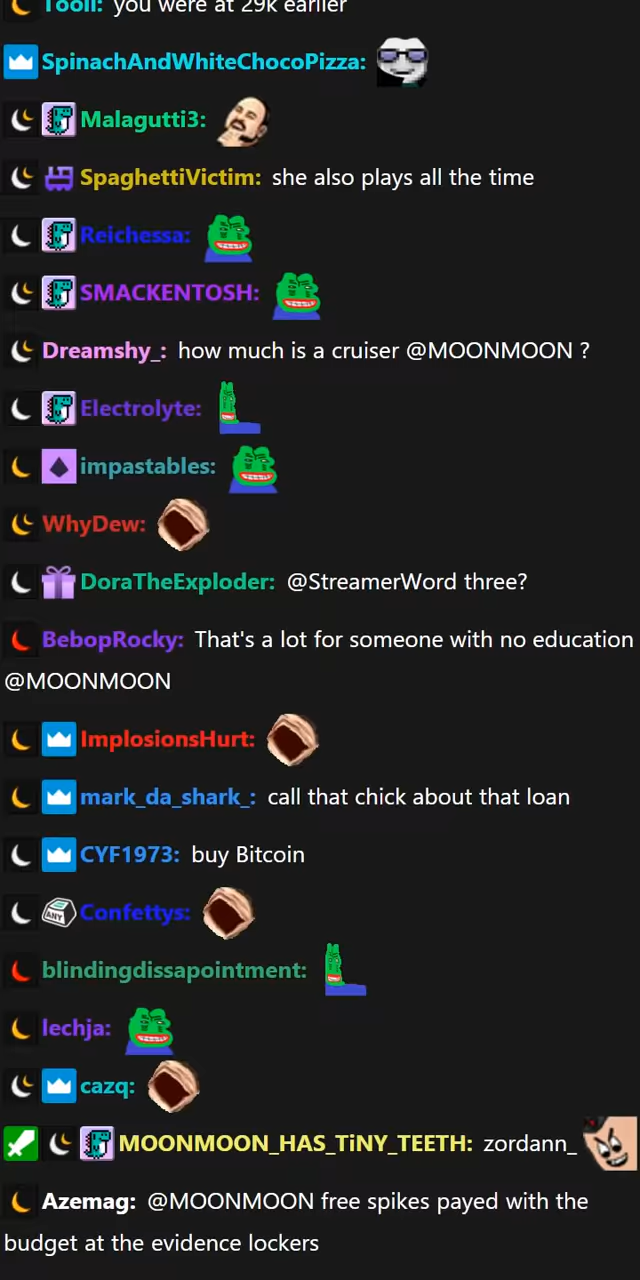 Tooii: you were at 29k earlier
SpinachAndWhiteChocoPizza:
Malagutti3:
SpaghettiVictim: she also plays all the time
Reichessa:
SMACKENTOSH:
Dreamshy_: how much is a cruiser @MOONMOON ?
Electrolyte:
impastables:
WhyDew:
DoraTheExploder: @StreamerWord three?
BebopRocky: That's a lot for someone with no education
@MOONMOON
ImplosionsHurt:
mark_da_shark_: call that chick about that loan
CYF1973: buy Bitcoin
ANY Confettys:
blindingdissapointment:
lechja:
cazq:
MOONMOON_HAS_TiNY_TEETH: zordann_
Azemag: @MOONMOON free spikes payed with the
budget at the evidence lockers